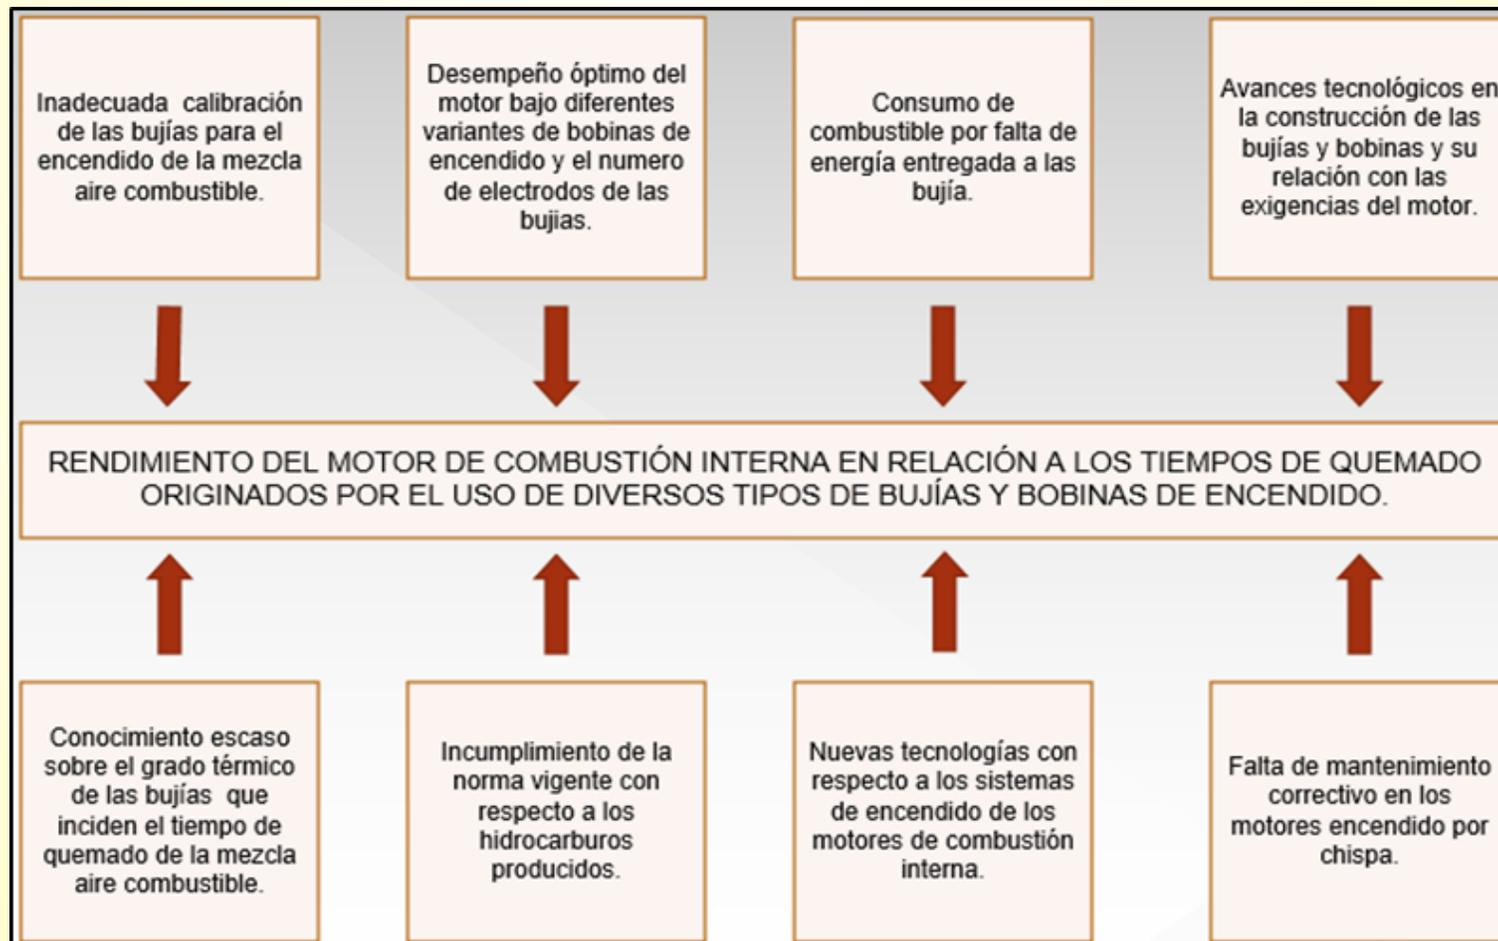 Inadecuada calibración
de las bujías para el
encendido de la mezcla
aire combustible.
Desempeño óptimo del
motor bajo diferentes
variantes de bobinas de
encendido y el numero
de electrodos de las
bujias.
Consumo de
combustible por falta de
energía entregada a las
bujía.
Avances tecnológicos en
la construcción de las
bujías y bobinas y su
relación con las
exigencias del motor.
RENDIMIENTO DEL MOTOR DE COMBUSTIÓN INTERNA EN RELACIÓN A LOS TIEMPOS DE QUEMADO
ORIGINADOS POR EL USO DE DIVERSOS TIPOS DE BUJÍAS Y BOBINAS DE ENCENDIDO.
Conocimiento escaso
sobre el grado térmico
de las bujías que
inciden el tiempo de
quemado de la mezcla
aire combustible.
Incumplimiento de la
norma vigente con
respecto a los
hidrocarburos
producidos.
Nuevas tecnologías con
respecto a los sistemas
de encendido de los
motores de combustión
interna.
Falta de mantenimiento
correctivo en los
motores encendido por
chispa.